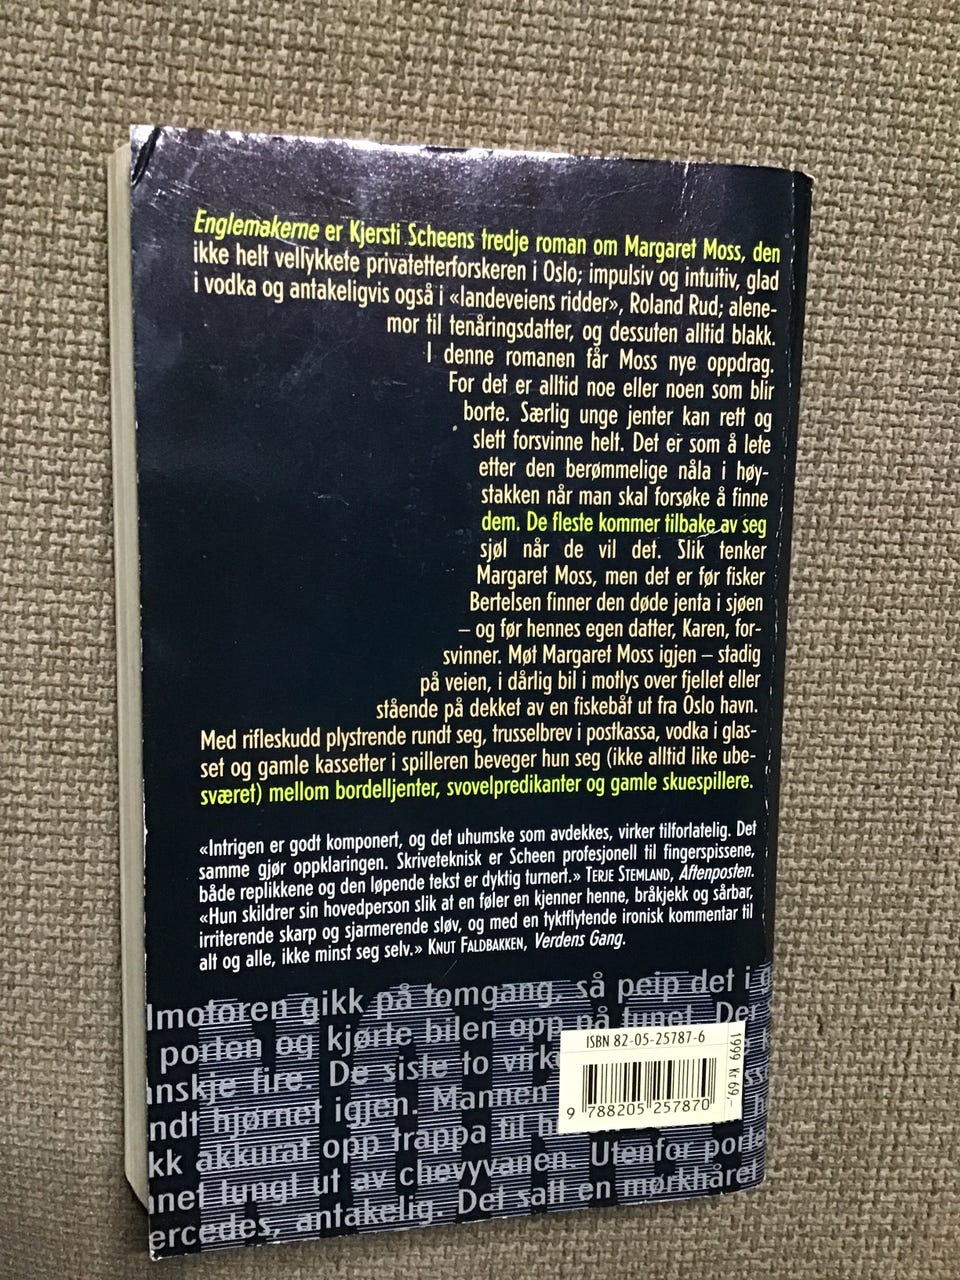 Englemakerne er Kjersti Scheens tredje roman om Margaret Moss, den
ikke helt vellykkete privatetterforskeren i Oslo; impulsiv og intuitiv, glad
i vodka og antakeligvis også i «landeveiens ridder», Roland Rud; alene-
mor til tenåringsdatter, og dessuten alltid blakk.
I denne romanen får Moss nye oppdrag.
For det er alltid noe eller noen som blir
borte. Særlig unge jenter kan rett og
slett forsvinne helt. Det er som å lete
etter den berømmelige nåla i høy-
stakken når man skal forsøke å finne
dem. De fleste kommer tilbake av seg
sjøl når de vil det. Slik tenker
Margaret Moss, men det er før fisker
Bertelsen finner den døde jenta i sjøen
– og før hennes egen datter, Karen, for-
svinner. Møt Margaret Moss igjen – stadig
på veien, i dårlig bil i motlys over fjellet eller
stående på dekket av en fiskebåt ut fra Oslo havn.
Med rifleskudd plystrende rundt seg, trusselbrev i postkassa, vodka i glas-
set og gamle kassetter i spilleren beveger hun seg (ikke alltid like ube-
sværet) mellom bordelljenter, svovelpredikanter og gamle skuespillere.
«Intrigen er godt komponert, og det uhumske som avdekkes, virker tilforlatelig. Det
samme gjør oppklaringen. Skriveteknisk er Scheen profesjonell til fingerspissene,
både replikkene og den løpende tekst er dyktig turnert.» TERJE STEMLAND, Aftenposten.
«Hun skildrer sin hovedperson slik at en føler en kjenner henne, bråkjekk og sårbar,
irriterende skarp og sjarmerende sløv, og med en tyktflytende ironisk kommentar til
alt og alle, ikke minst seg selv.» KNUT FALDBAKKEN, Verdens Gang.
lmotoren gikk på tomgang, så peip det i g
porten og kjørte bilen opp på tunet. Der
anskje fire. De siste to virk
ndt hjørnet igjen. Mannen
kk akkurat opp trappa til h
net lungt ut av chevyvanen. Utenfor porte
ercedes, antakelig. Det satt en mørkhåret
ISBN 82-05-25787-6
9 788205 257870
1999 Kr 69,–